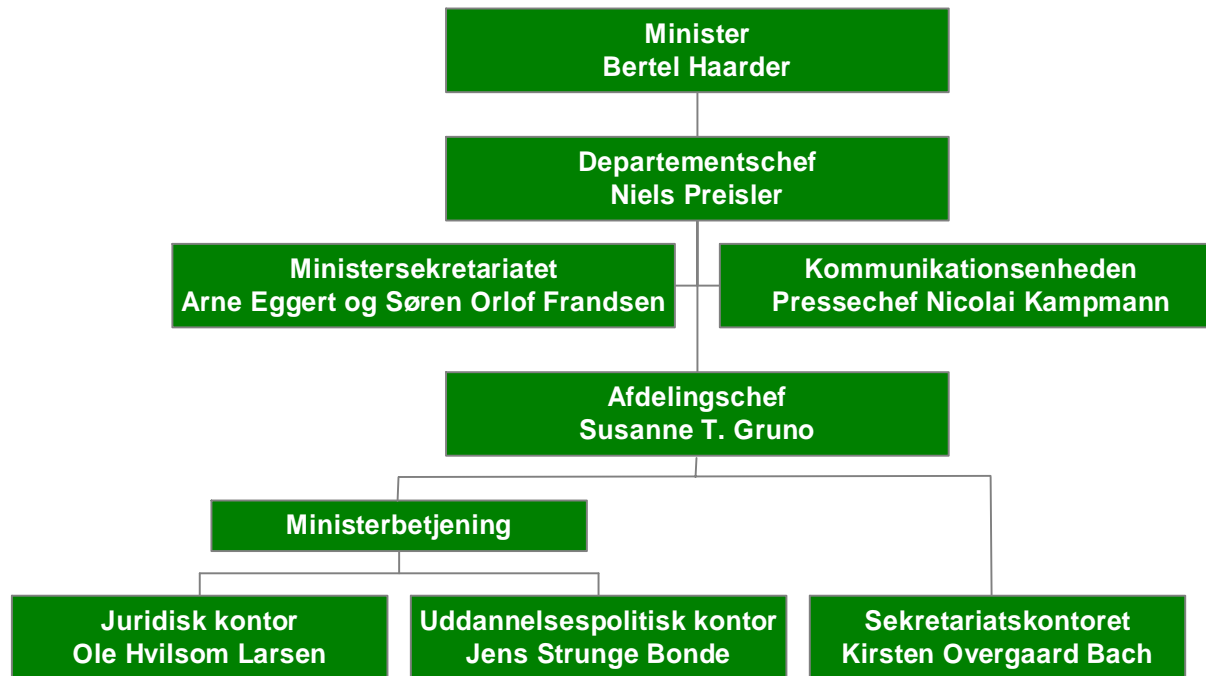 Minister
Bertel Haarder
Departementschef
Niels Preisler
Ministersekretariatet
Arne Eggert og Søren Orlof Frandsen
Kommunikationsenheden
Pressechef Nicolai Kampmann
Afdelingschef
Susanne T. Gruno
Ministerbetjening
Juridisk kontor
Ole Hvilsom Larsen
Uddannelsespolitisk kontor
Jens Strunge Bonde
Sekretariatskontoret
Kirsten Overgaard Bach